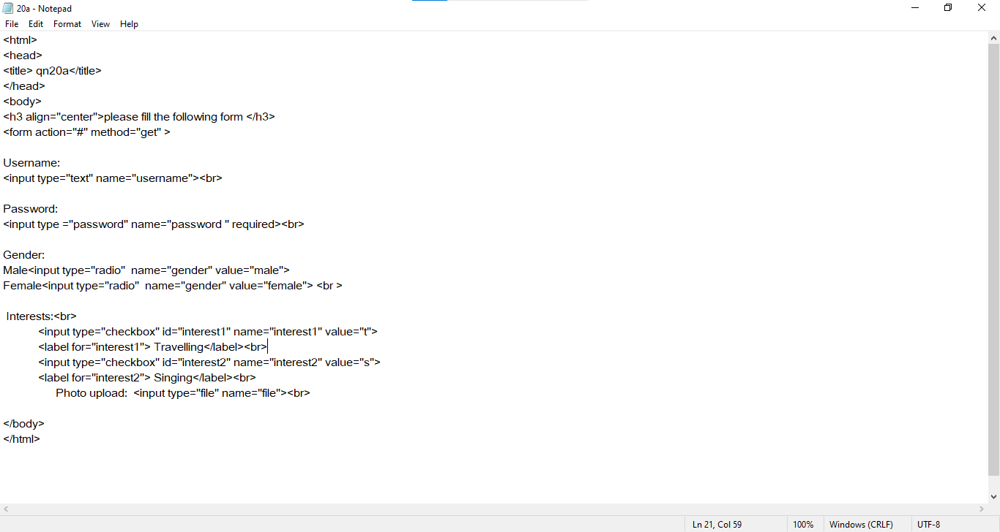 20a - Notepad
File Edit Format View Help
<html>
<head>
<title> qn20a</title>
</head>
<body>
<h3 align="center">please fill the following form </h3>
<form action="#" method="get" >
Username:
<input type="text" name="username"><br>
Password:
<input type ="password" name="password " required><br>
Gender:
Male<input type="radio"  name="gender" value="male">
Female<input type="radio"  name="gender" value="female"> <br >
Interests:<br>
<input type="checkbox" id="interest1" name="interest1" value="t">
<label for="interest1"> Travelling</label><br>
<input type="checkbox" id="interest2" name="interest2" value="s">
<label for="interest2"> Singing</label><br>
Photo upload:  <input type="file" name="file"><br>
</body>
</html>
Ln 21, Col 59 100% Windows (CRLF) UTF-8